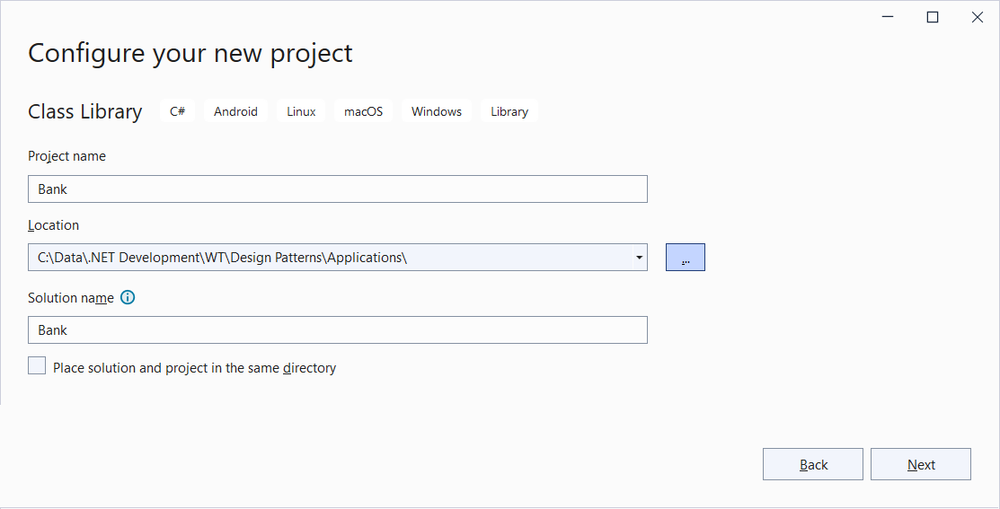 Configure your new project
Class Library C# Android Linux macOS Windows Library
Project name
Bank
Location
C:\Data\.NET Development\WT\Design Patterns\Applications\
...
Solution name
Bank
Place solution and project in the same directory
Back Next